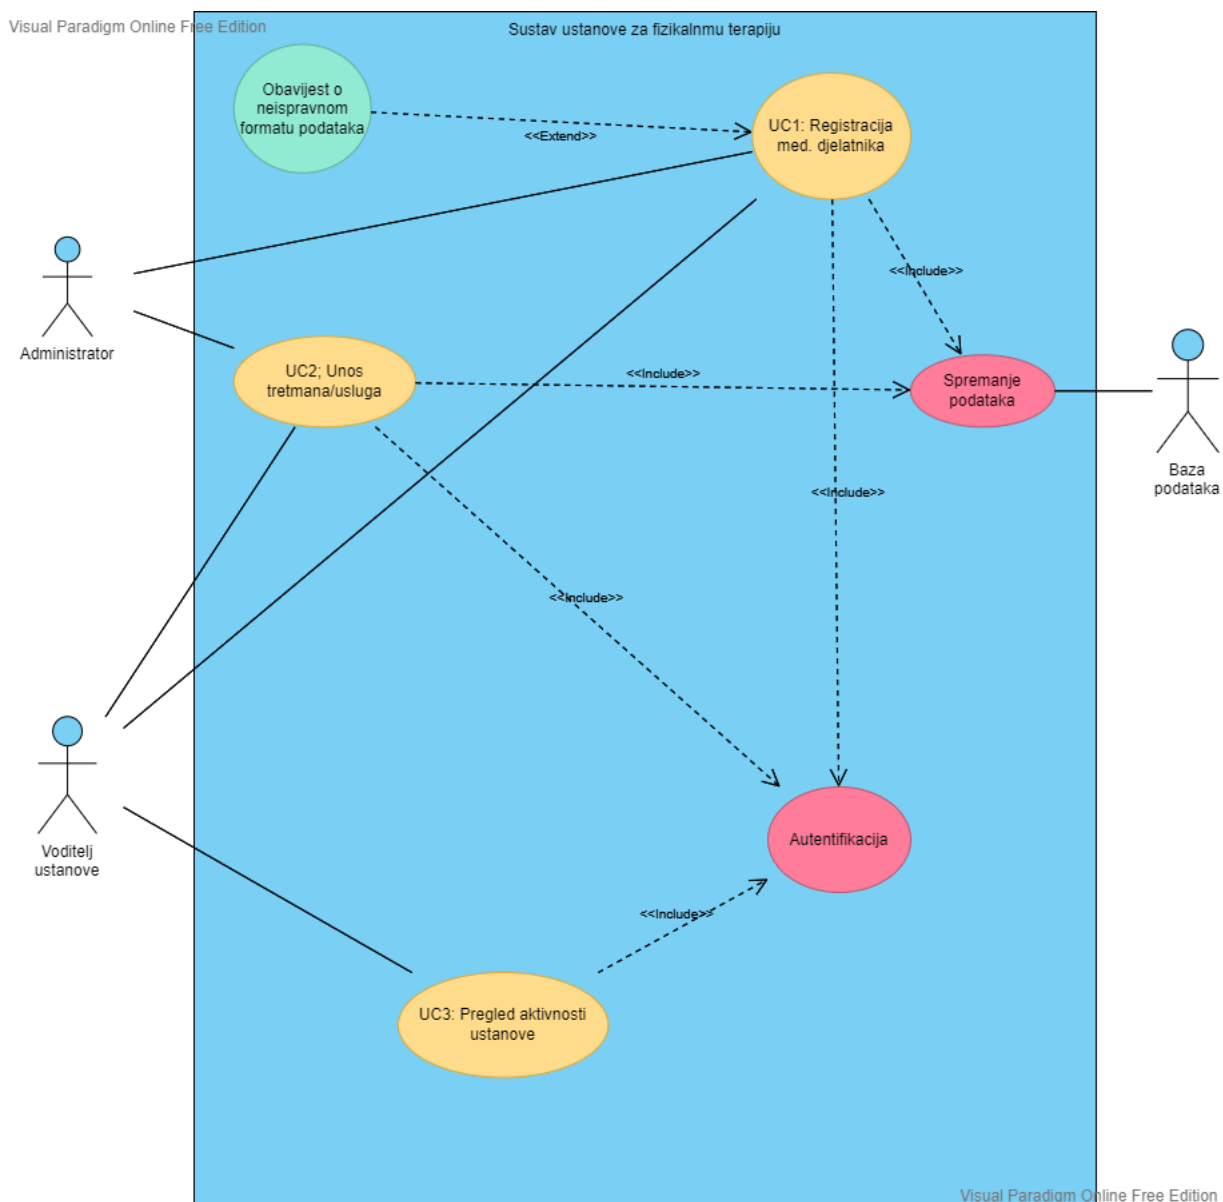 Visual Paradigm Online Free Edition
Sustav ustanove za fizikalnmu terapiju
Obavijest o
neispravnom
formatu podataka
<<Extend>>
UC1: Registracija
med. djelatnika
<<Include>>
Administrator
UC2; Unos
tretmana/usluga
<<Include>>
Spremanje
podataka
Baza
podataka
<<Include>>
<<Include>>
Voditelj
ustanove
Autentifikacija
<<Include>>
UC3: Pregled aktivnosti
ustanove
Visual Paradigm Online Free Edition